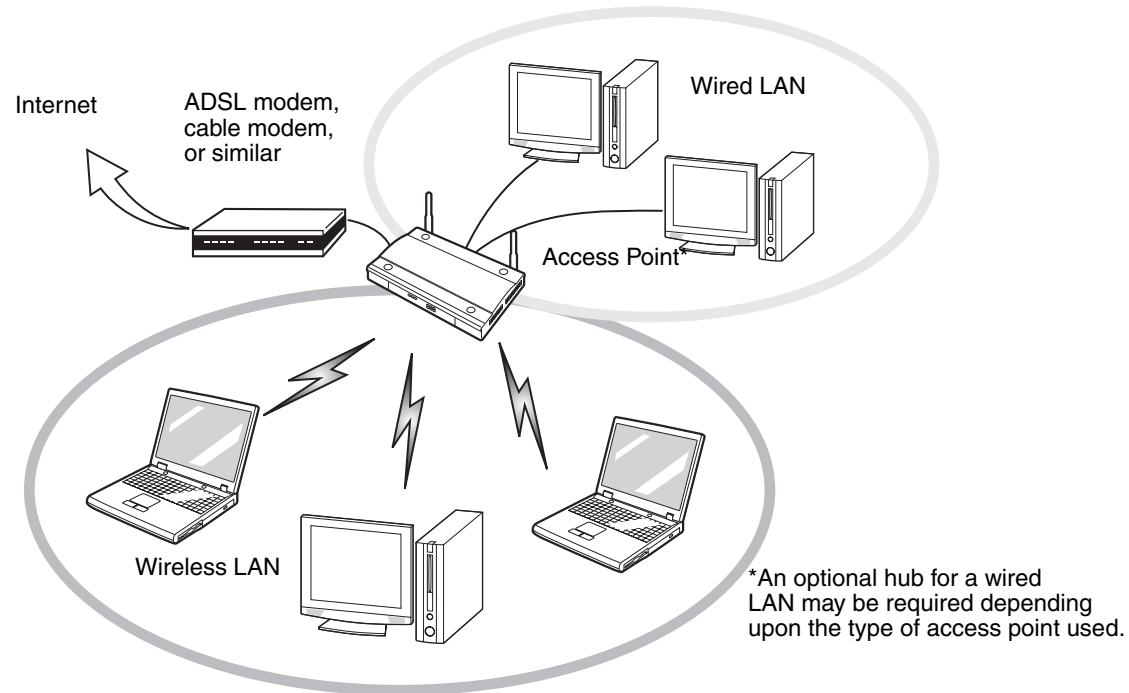 Internet
ADSL modem,
cable modem,
or similar
Wired LAN
Access Point*
Wireless LAN
*An optional hub for a wired
LAN may be required depending
upon the type of access point used.